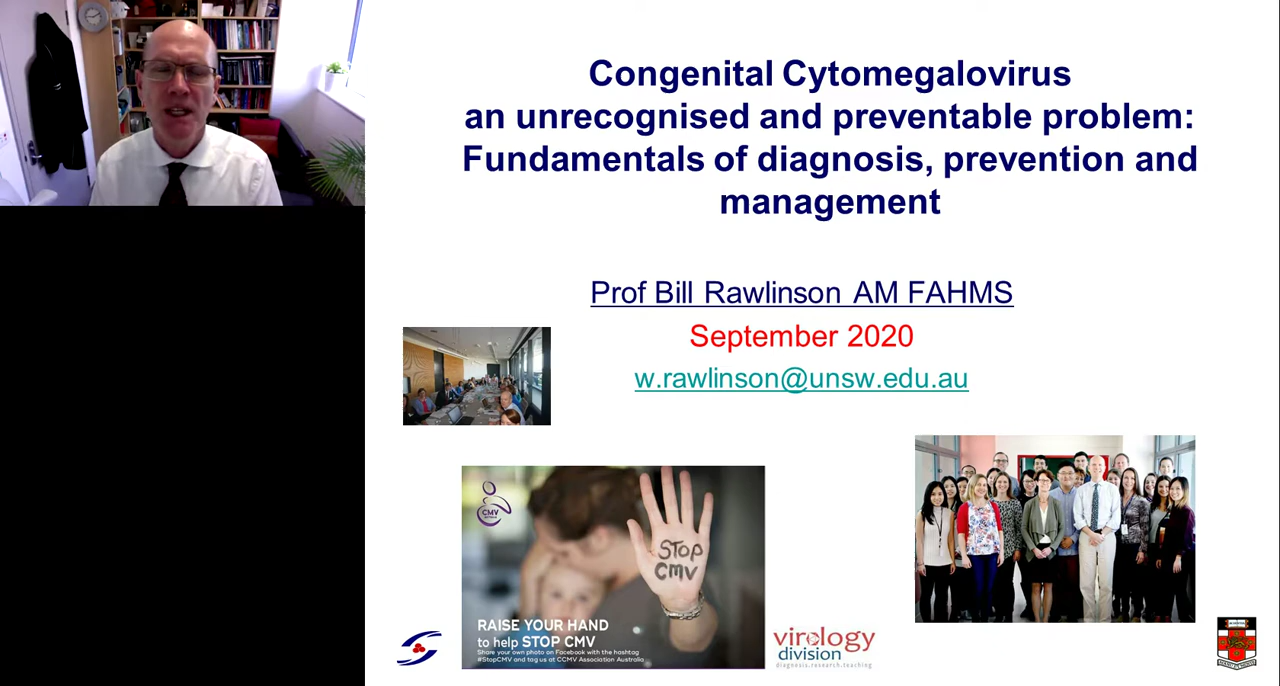 Congenital Cytomegalovirus
an unrecognised and preventable problem:
Fundamentals of diagnosis, prevention and
management
Prof Bill Rawlinson AM FAHMS
September 2020
w.rawlinson@unsw.edu.au
CMV
STOP
CMV
RAISE YOUR HAND
to help STOP CMV
Share your own photo on Facebook with the hashtag
#StopCMV and tag us at CCMV Association Australia
virology
division
diagnosis.research.teaching